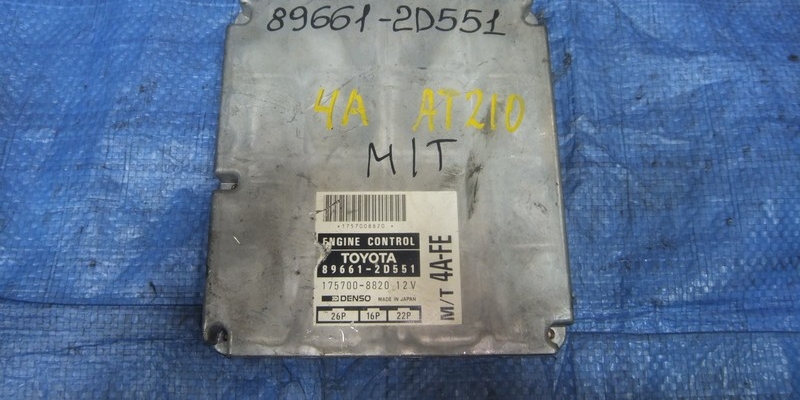 89661-2D551
4A AT210
M/T
*1757008820*
ENGINE CONTROL
TOYOTA
89661-2D551
175700-8820 12V
DENSO MADE IN JAPAN
26P 16P 22P
M/T 4A-FE